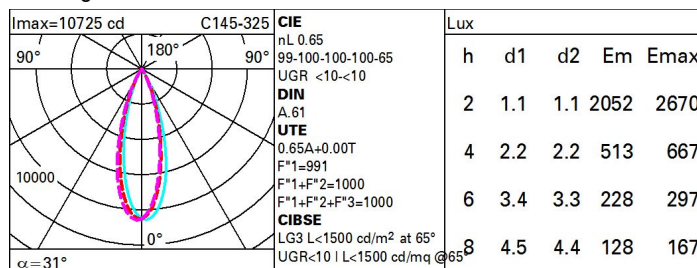 Imax=10725 cd C145-325
90° 180° 90°
10000
0°
α=31°
CIE
nL 0.65
99-100-100-100-65
UGR <10-<10
DIN
A.61
UTE
0.65A+0.00T
F"1=991
F"1+F"2=1000
F"1+F"2+F"3=1000
CIBSE
LG3 L<1500 cd/m² at 65°
UGR<10 | L<1500 cd/mq @65°
Lux
h d1 d2 Em Emax
2 1.1 1.1 2052 2670
4 2.2 2.2 513 667
6 3.4 3.3 228 297
8 4.5 4.4 128 167